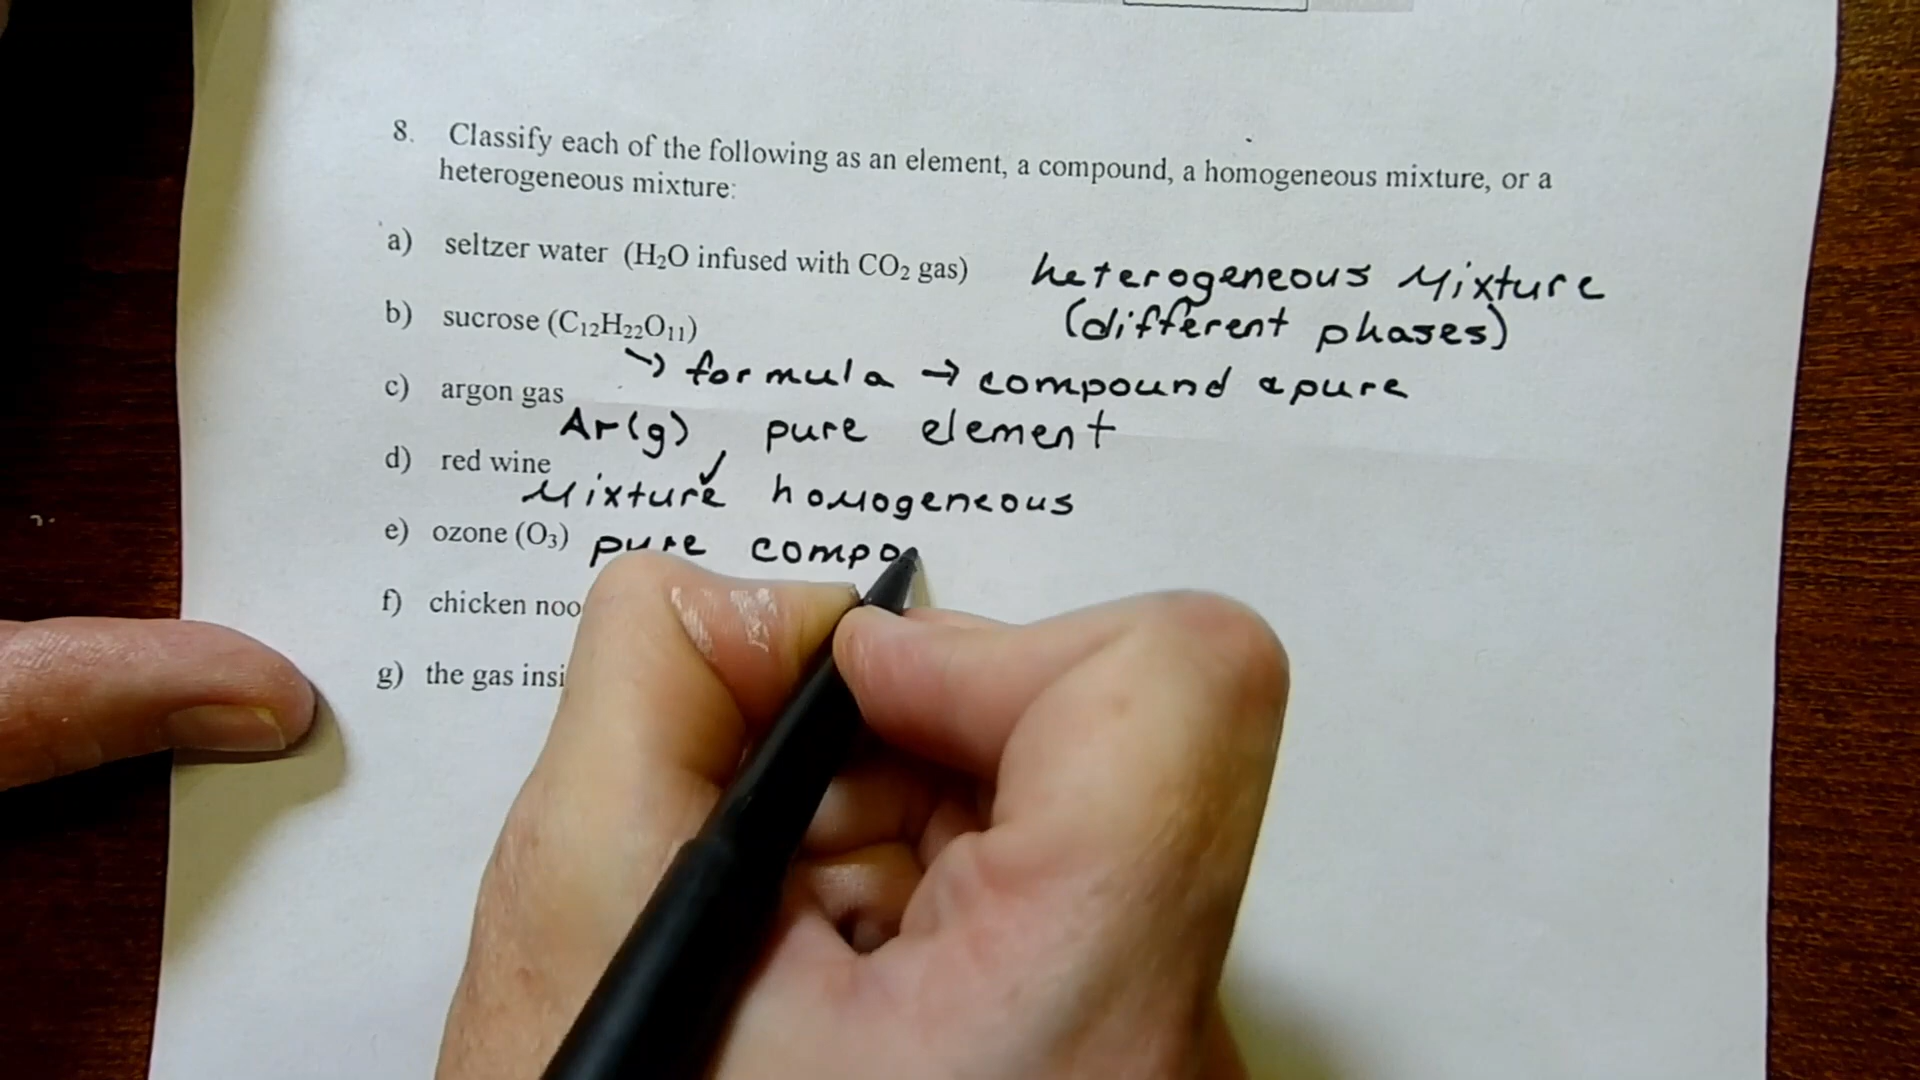 8. Classify each of the following as an element, a compound, a homogeneous mixture, or a
heterogeneous mixture:
a) seltzer water (H₂O infused with CO₂ gas) heterogeneous Mixture
(different phases)
b) sucrose (C₁₂H₂₂O₁₁)
→ formula → compound & pure
c) argon gas
Ar(g), pure element
d) red wine
Mixture ✓ homogeneous
e) ozone (O₃) pure compo
f) chicken noo
g) the gas insi